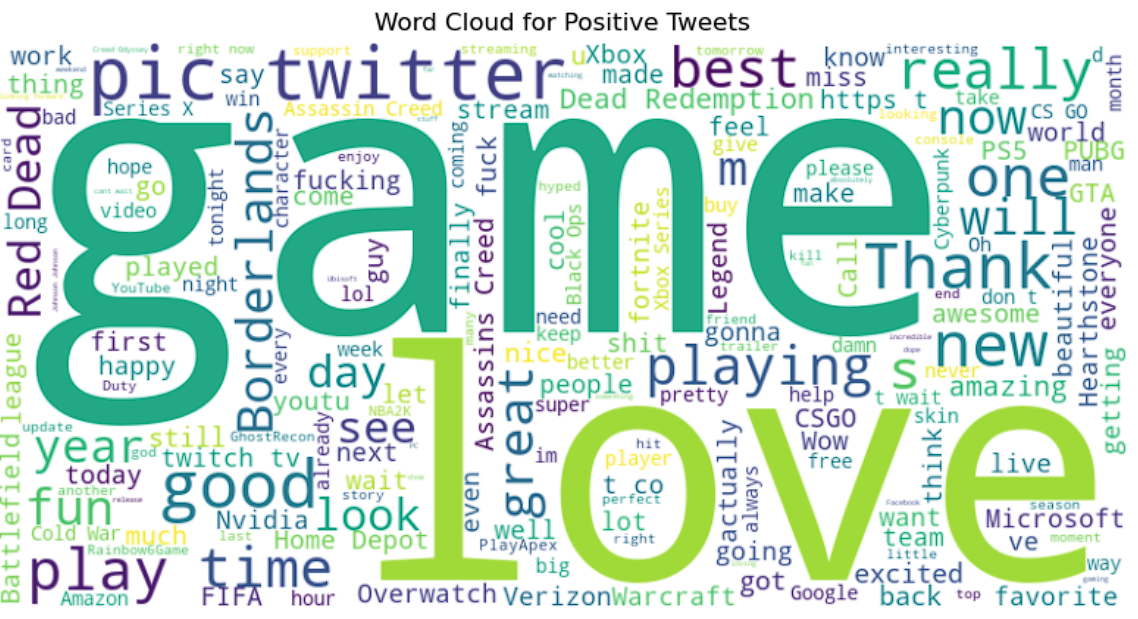 Word Cloud for Positive Tweets
work
Creed Odyssey
right now
support
streaming
u
Xbox
best
tomorrow
know
interesting
really
d
month
thing
weekend
pic
twitter
say
made
miss
looking forward
Series X
win
Assassin Creed
watching
stream
Dead Redemption
https t
take
now
CS GO
bad
stuff
feel
looking
world
card
Red Dead
game
give
console
PS5
PUBG
hope
character
enjoy
coming
fuck
m
please
man
cant wait
go
tonight
fucking
hyped
absolutely
one
GTA
long
video
come
finally
cool
buy
make
Cyberpunk
will
Johnson Johnson
played
Borderlands
guy
Assassins Creed
Black Ops
fortnite
Xbox Series
Legend
kill
fun
Call
Oh
Thank
beautiful
everyone
YouTube
night
Ubisoft
lol
end
don t
need
friend
awesome
first
every
many
keep
gonna
incredible
new
Hearthstone
happy
week
nice
shit
trailer
damn
dope
Duty
day
better
playing
s
never
amazing
getting
Battlefield league
let
great
people
something
pretty
help
t wait
youtu
NBA2K
super
CSGO
skin
update
still
GhostRecon
already
see
love
hit
actually
Wow
think
year
god
twitch tv
next
im
player
always
free
live
today
another
release
good
story
wait
even
t co
perfect
Facebook
season
fun
Nvidia
look
well
lot
want
Microsoft
Cold War
much
last
Home Depot
PlayApex
right
going
team
ve
moment
Rainbow6Game
big
loving
little
way
play
time
got
excited
gaming
Amazon
FIFA
hour
Overwatch
Verizon
Warcraft
Google
back
top
favorite